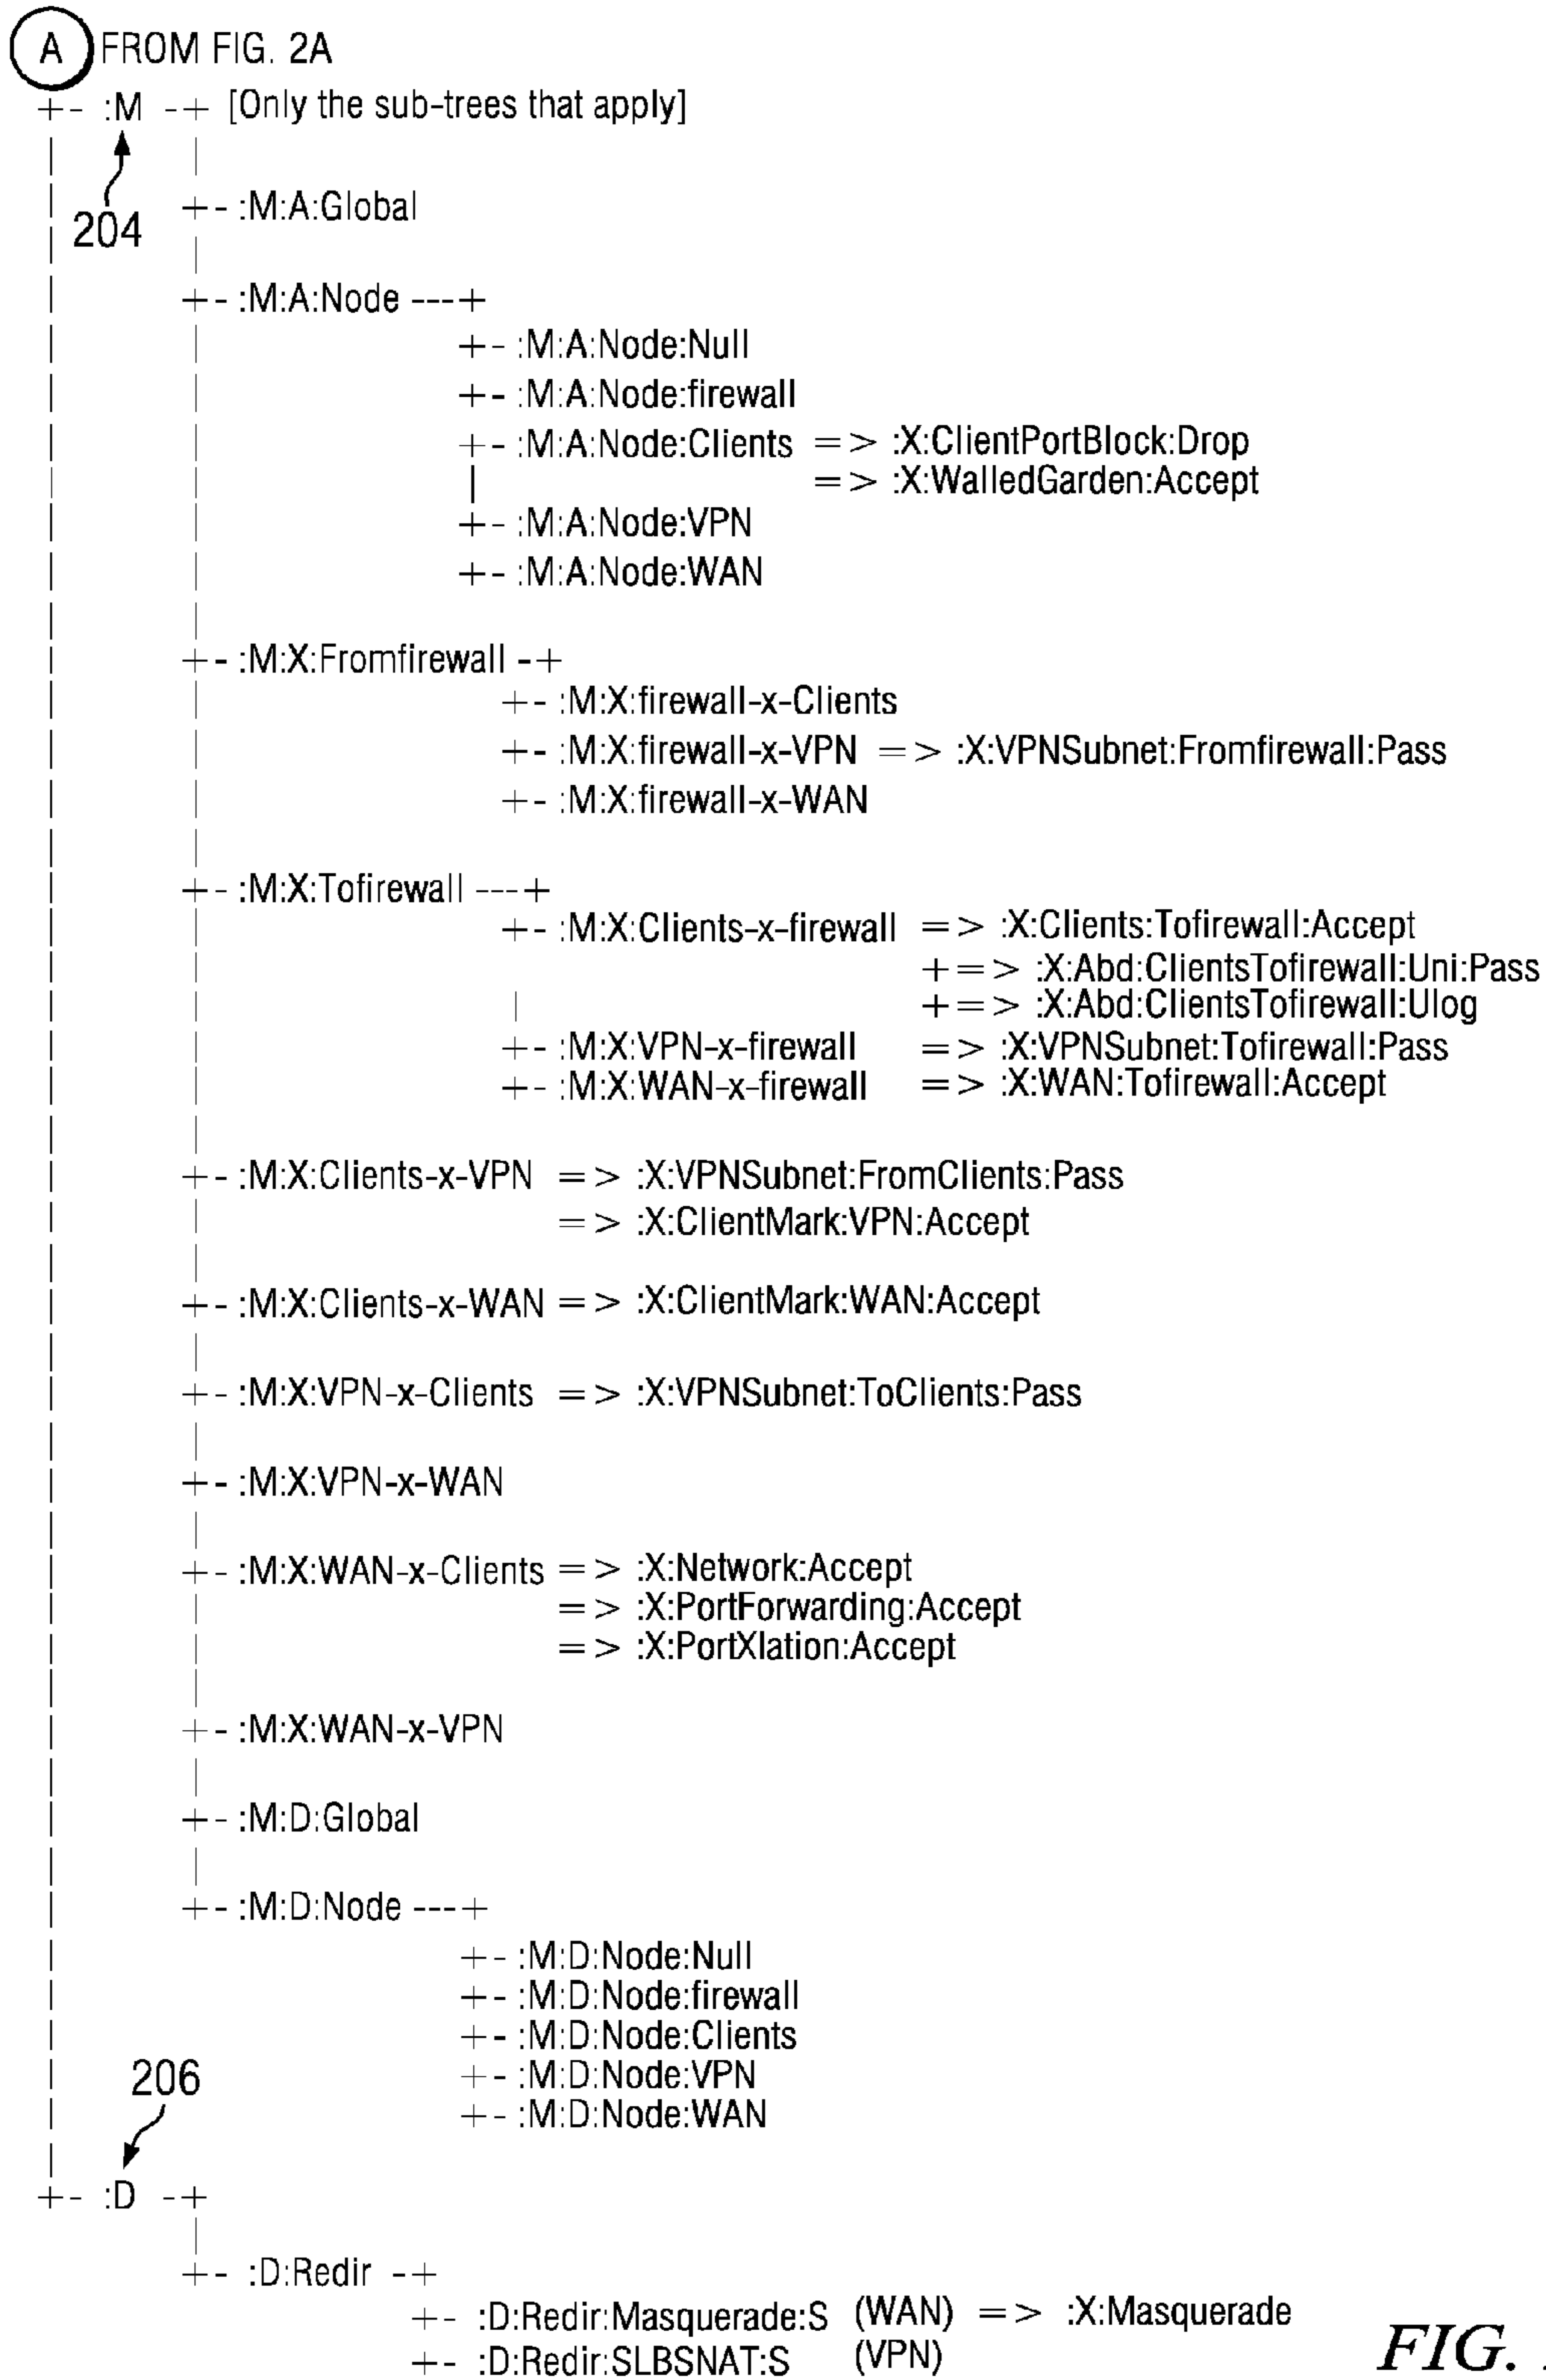 A FROM FIG. 2A
+- :M -+ [Only the sub-trees that apply]
204
+- :M:A:Global
+- :M:A:Node ---+
+- :M:A:Node:Null
+- :M:A:Node:firewall
+- :M:A:Node:Clients => :X:ClientPortBlock:Drop
| => :X:WalledGarden:Accept
+- :M:A:Node:VPN
+- :M:A:Node:WAN
+- :M:X:Fromfirewall -+
+- :M:X:firewall-x-Clients
+- :M:X:firewall-x-VPN => :X:VPNSubnet:Fromfirewall:Pass
+- :M:X:firewall-x-WAN
+- :M:X:Tofirewall ---+
+- :M:X:Clients-x-firewall => :X:Clients:Tofirewall:Accept
+=> :X:Abd:ClientsTofirewall:Uni:Pass
| +=> :X:Abd:ClientsTofirewall:Ulog
+- :M:X:VPN-x-firewall => :X:VPNSubnet:Tofirewall:Pass
+- :M:X:WAN-x-firewall => :X:WAN:Tofirewall:Accept
+- :M:X:Clients-x-VPN => :X:VPNSubnet:FromClients:Pass
=> :X:ClientMark:VPN:Accept
+- :M:X:Clients-x-WAN => :X:ClientMark:WAN:Accept
+- :M:X:VPN-x-Clients => :X:VPNSubnet:ToClients:Pass
+- :M:X:VPN-x-WAN
+- :M:X:WAN-x-Clients => :X:Network:Accept
=> :X:PortForwarding:Accept
=> :X:PortXlation:Accept
+- :M:X:WAN-x-VPN
+- :M:D:Global
+- :M:D:Node ---+
+- :M:D:Node:Null
+- :M:D:Node:firewall
+- :M:D:Node:Clients
+- :M:D:Node:VPN
+- :M:D:Node:WAN
206
+- :D -+
+- :D:Redir -+
+- :D:Redir:Masquerade:S (WAN) => :X:Masquerade
+- :D:Redir:SLBSNAT:S (VPN)
FIG.